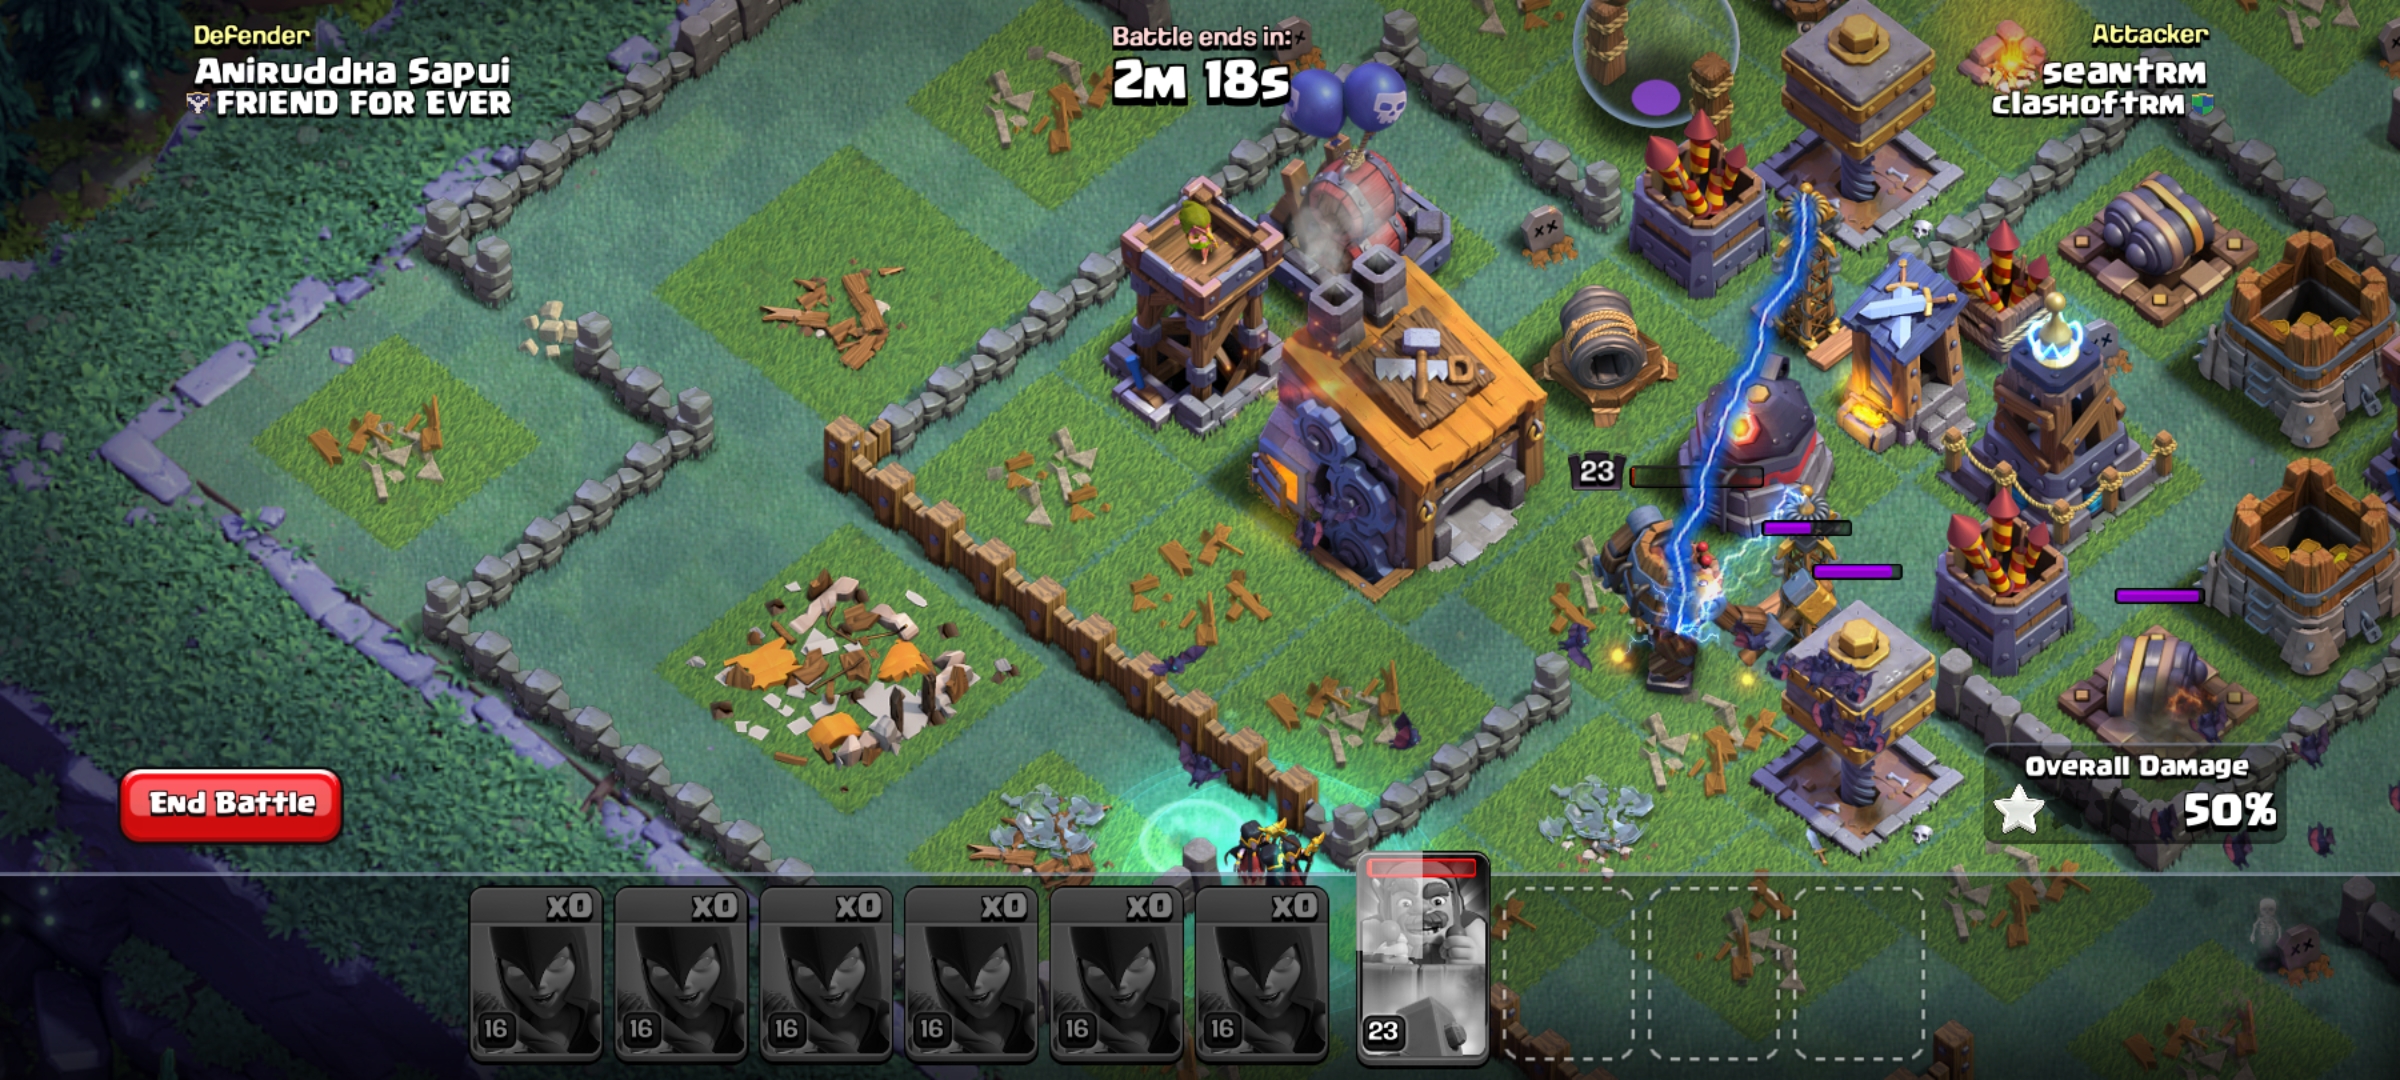 Defender
Aniruddha Sapui
FRIEND FOR EVER
Battle ends in:
2M 18s
Attacker
seantrm
clashoftrm
23
End Battle
Overall Damage
50%
x0
x0
x0
x0
x0
x0
16
16
16
16
16
16
23